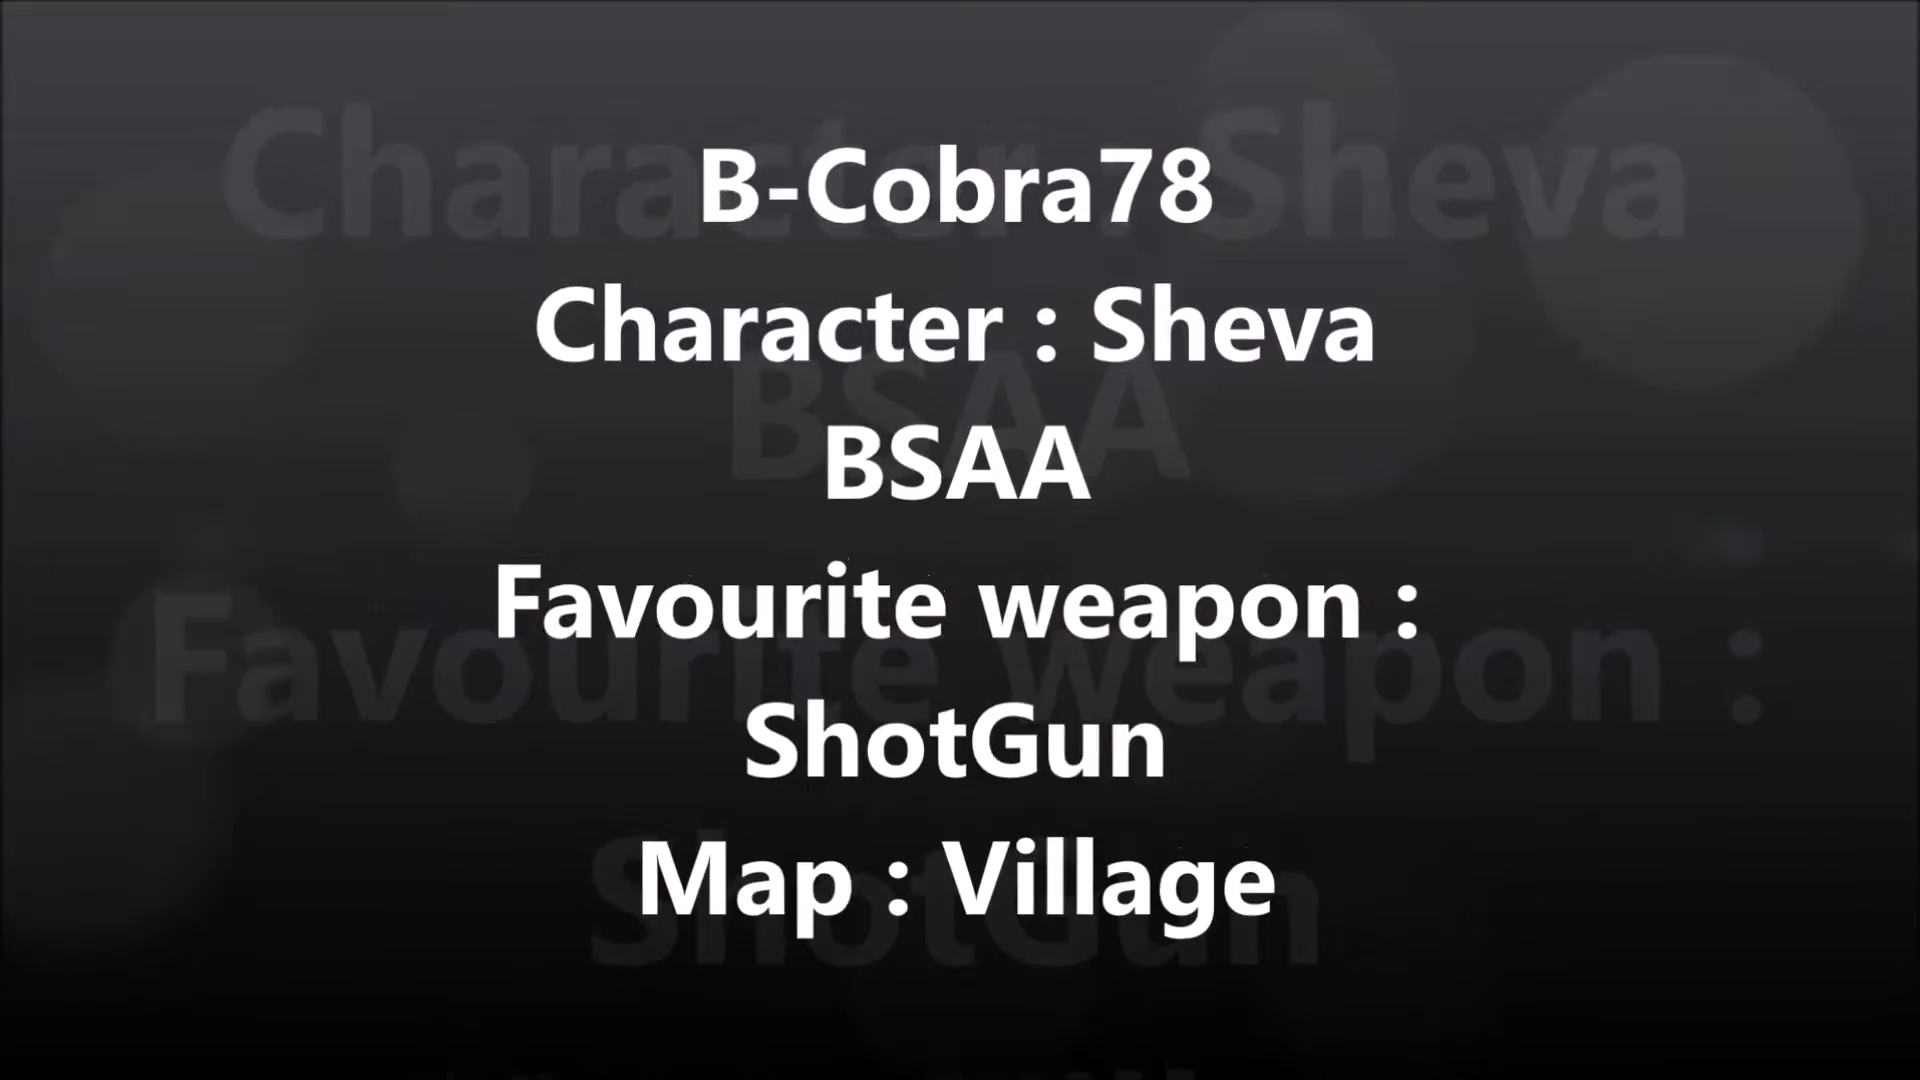 B-Cobra78
Character : Sheva
BSAA
Favourite weapon :
ShotGun
Map : Village